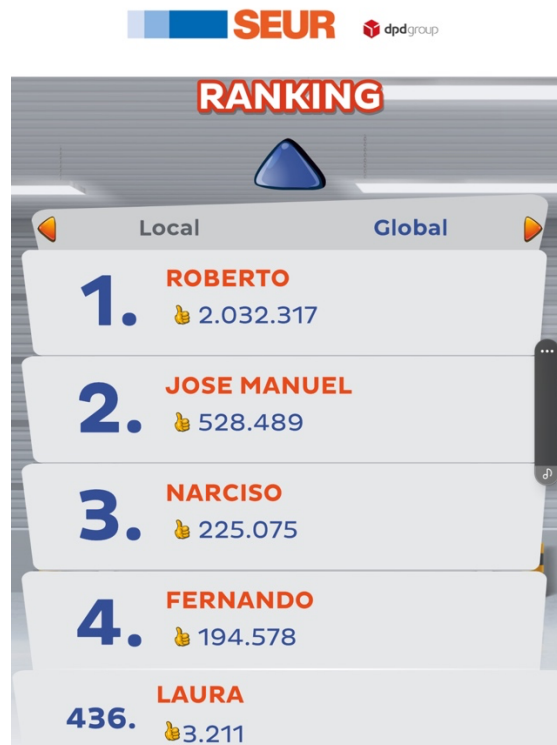 SEUR dpdgroup
RANKING
Local Global
1. ROBERTO
2.032.317
2. JOSE MANUEL
528.489
3. NARCISO
225.075
4. FERNANDO
194.578
436. LAURA
3.211